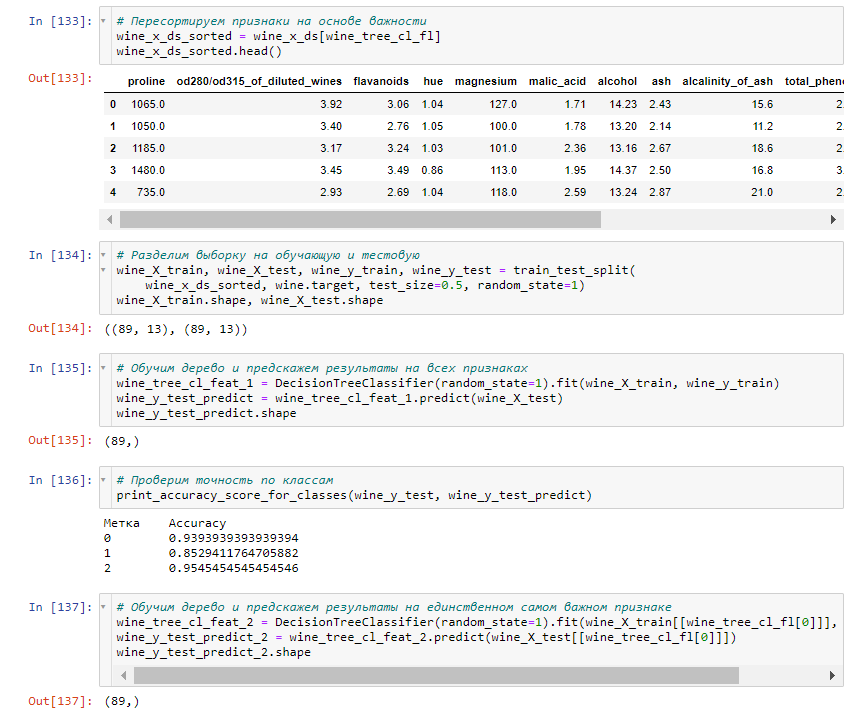 In [133]:
# Пересортируем признаки на основе важности
wine_x_ds_sorted = wine_x_ds[wine_tree_cl_fl]
wine_x_ds_sorted.head()
Out[133]:
proline od280/od315_of_diluted_wines flavanoids hue magnesium malic_acid alcohol ash alcalinity_of_ash total_pheno
0 1065.0 3.92 3.06 1.04 127.0 1.71 14.23 2.43 15.6 2.
1 1050.0 3.40 2.76 1.05 100.0 1.78 13.20 2.14 11.2 2.
2 1185.0 3.17 3.24 1.03 101.0 2.36 13.16 2.67 18.6 2.
3 1480.0 3.45 3.49 0.86 113.0 1.95 14.37 2.50 16.8 3.
4 735.0 2.93 2.69 1.04 118.0 2.59 13.24 2.87 21.0 2.
In [134]:
# Разделим выборку на обучающую и тестовую
wine_X_train, wine_X_test, wine_y_train, wine_y_test = train_test_split(
wine_x_ds_sorted, wine.target, test_size=0.5, random_state=1)
wine_X_train.shape, wine_X_test.shape
Out[134]: ((89, 13), (89, 13))
In [135]:
# Обучим дерево и предскажем результаты на всех признаках
wine_tree_cl_feat_1 = DecisionTreeClassifier(random_state=1).fit(wine_X_train, wine_y_train)
wine_y_test_predict = wine_tree_cl_feat_1.predict(wine_X_test)
wine_y_test_predict.shape
Out[135]: (89,)
In [136]:
# Проверим точность по классам
print_accuracy_score_for_classes(wine_y_test, wine_y_test_predict)
Метка Accuracy
0 0.9393939393939394
1 0.8529411764705882
2 0.9545454545454546
In [137]:
# Обучим дерево и предскажем результаты на единственном самом важном признаке
wine_tree_cl_feat_2 = DecisionTreeClassifier(random_state=1).fit(wine_X_train[[wine_tree_cl_fl[0]]],
wine_y_test_predict_2 = wine_tree_cl_feat_2.predict(wine_X_test[[wine_tree_cl_fl[0]]])
wine_y_test_predict_2.shape
Out[137]: (89,)